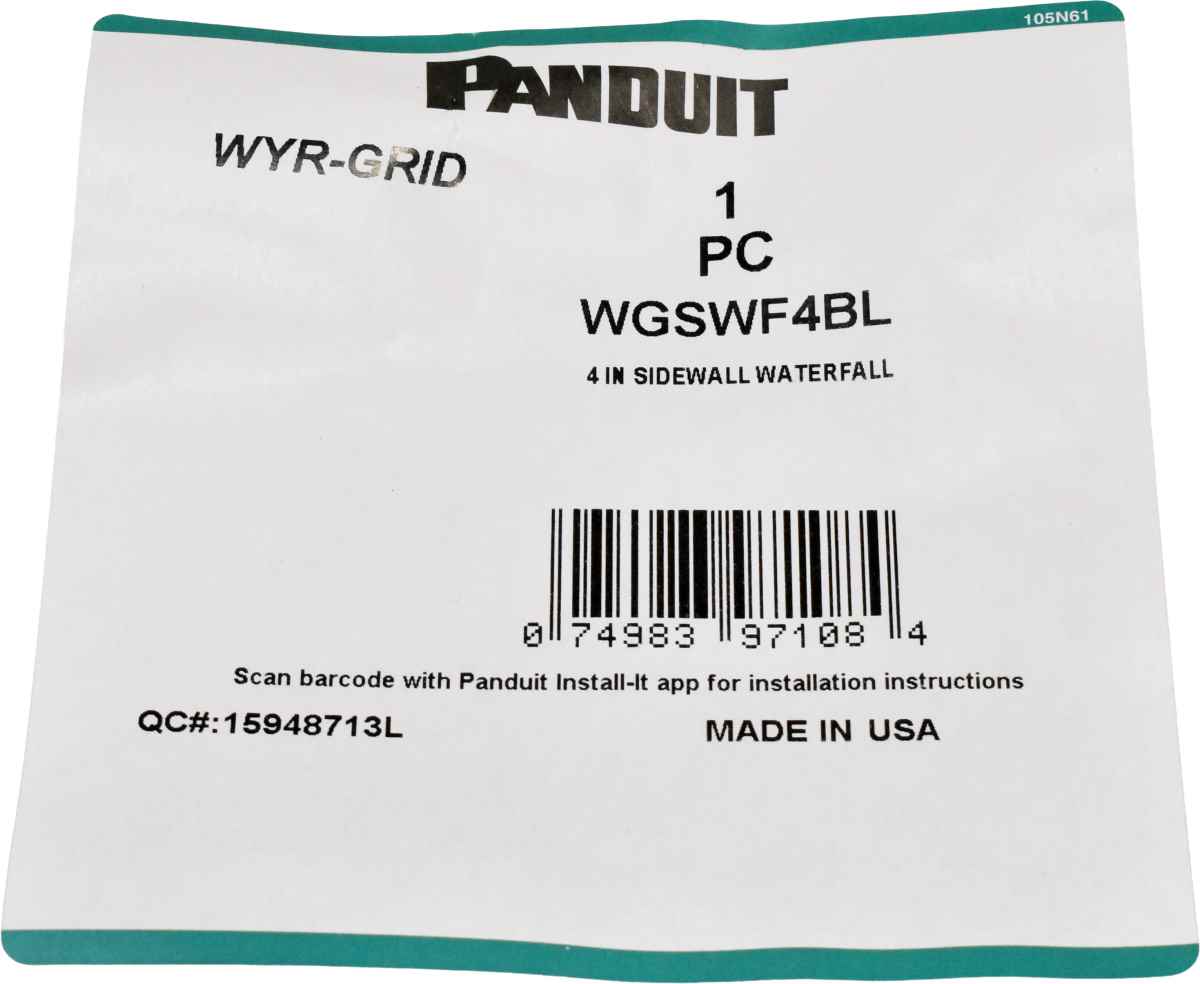 105N61
PANDUIT
WYR-GRID
1
PC
WGSWF4BL
4 IN SIDEWALL WATERFALL
0 74983 97108 4
Scan barcode with Panduit Install-It app for installation instructions
QC#:15948713L MADE IN USA